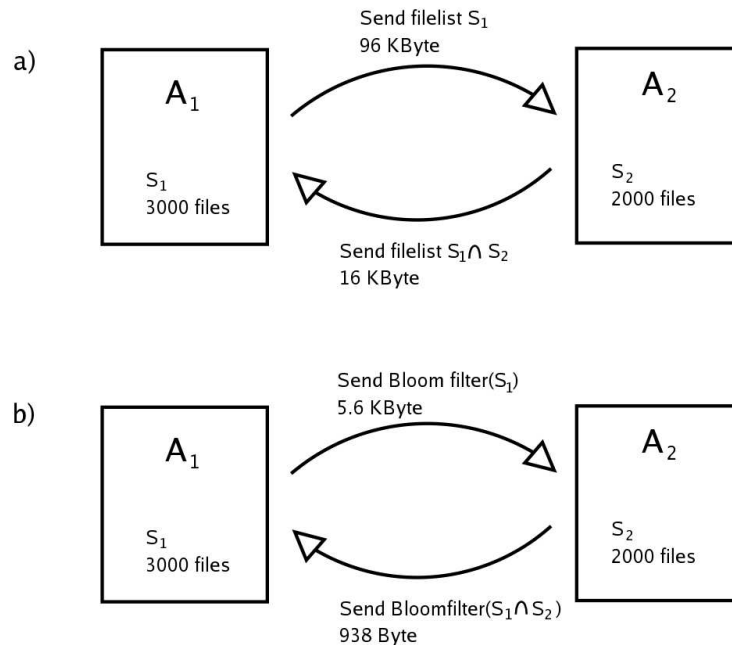 a)
A₁
S₁
3000 files
Send filelist S₁
96 KByte
Send filelist S₁∩ S₂
16 KByte
A₂
S₂
2000 files
b)
A₁
S₁
3000 files
Send Bloom filter(S₁)
5.6 KByte
Send Bloomfilter(S₁∩S₂)
938 Byte
A₂
S₂
2000 files